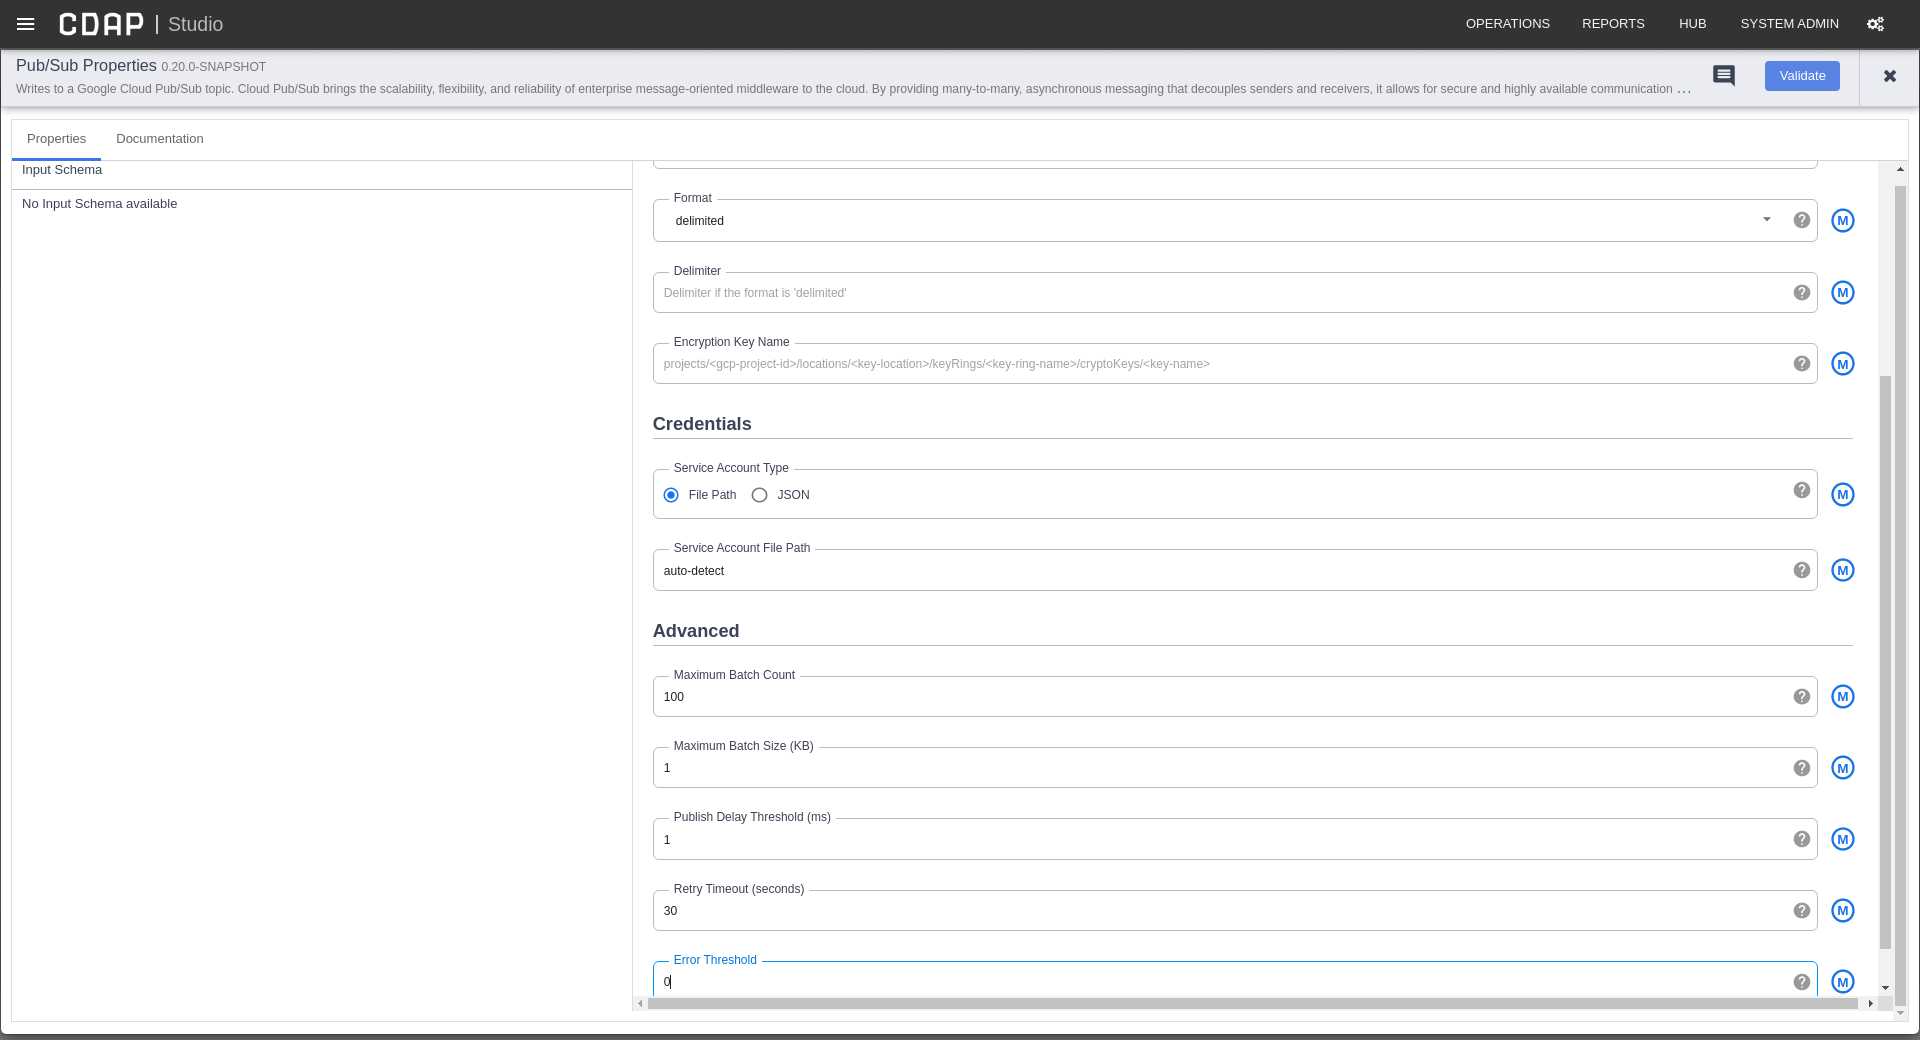 CDAP | Studio
OPERATIONS REPORTS HUB SYSTEM ADMIN
Pub/Sub Properties 0.20.0-SNAPSHOT
Writes to a Google Cloud Pub/Sub topic. Cloud Pub/Sub brings the scalability, flexibility, and reliability of enterprise message-oriented middleware to the cloud. By providing many-to-many, asynchronous messaging that decouples senders and receivers, it allows for secure and highly available communication ...
Validate
Properties Documentation
Input Schema
No Input Schema available
Format
delimited
? M
Delimiter
Delimiter if the format is 'delimited'
? M
Encryption Key Name
projects/<gcp-project-id>/locations/<key-location>/keyRings/<key-ring-name>/cryptoKeys/<key-name>
? M
Credentials
Service Account Type
File Path JSON
? M
Service Account File Path
auto-detect
? M
Advanced
Maximum Batch Count
100
? M
Maximum Batch Size (KB)
1
? M
Publish Delay Threshold (ms)
1
? M
Retry Timeout (seconds)
30
? M
Error Threshold
0
? M